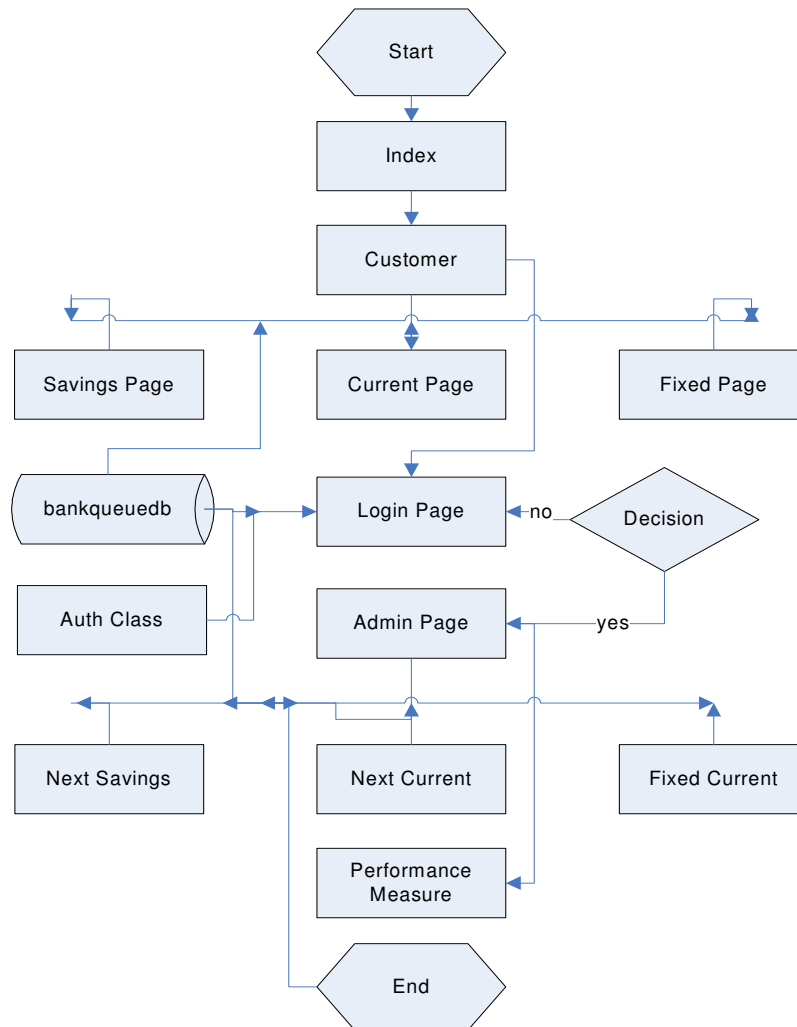 Start
Index
Customer
Savings Page
Current Page
Fixed Page
bankqueuedb
Login Page
no
Decision
Auth Class
Admin Page
yes
Next Savings
Next Current
Fixed Current
Performance
Measure
End